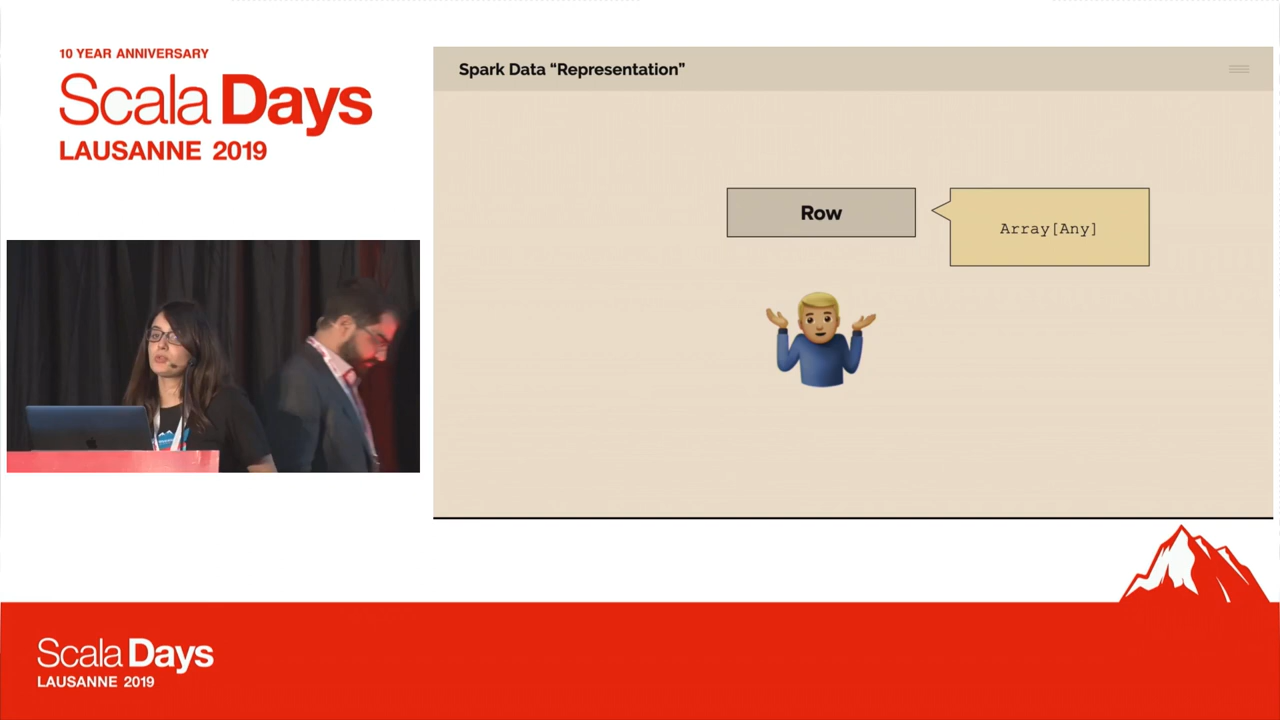 10 YEAR ANNIVERSARY
Scala Days
LAUSANNE 2019
Spark Data “Representation”
Row
Array[Any]
Scala Days
LAUSANNE 2019